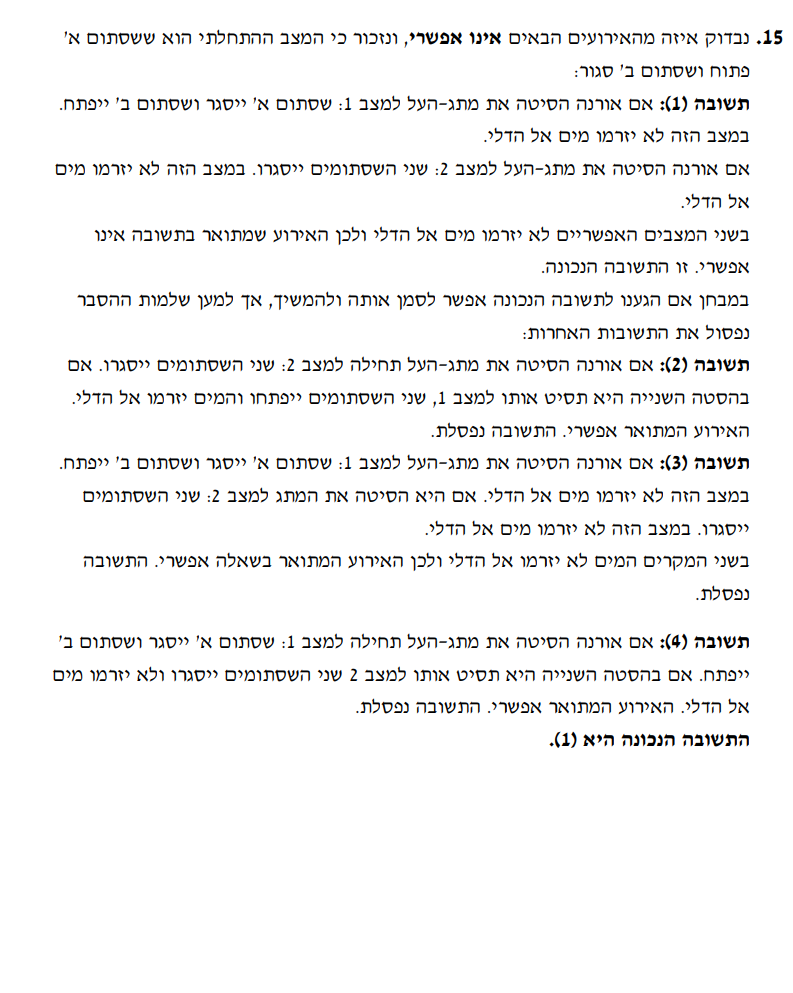 15. נבדוק איזה מהאירועים הבאים אינו אפשרי, ונזכור כי המצב ההתחלתי הוא ששסתום א'
פתוח ושסתום ב' סגור:
תשובה (1): אם אורנה הסיטה את מתג-העל למצב 1: שסתום א' ייסגר ושסתום ב' ייפתח.
במצב הזה לא יזרמו מים אל הדלי.
אם אורנה הסיטה את מתג-העל למצב 2: שני השסתומים ייסגרו. במצב הזה לא יזרמו מים
אל הדלי.
בשני המצבים האפשריים לא יזרמו מים אל הדלי ולכן האירוע שמתואר בתשובה אינו
אפשרי. זו התשובה הנכונה.
במבחן אם הגענו לתשובה הנכונה אפשר לסמן אותה ולהמשיך, אך למען שלמות ההסבר
נפסול את התשובות האחרות:
תשובה (2): אם אורנה הסיטה את מתג-העל תחילה למצב 2: שני השסתומים ייסגרו. אם
בהסטה השנייה היא תסיט אותו למצב 1, שני השסתומים ייפתחו והמים יזרמו אל הדלי.
האירוע המתואר אפשרי. התשובה נפסלת.
תשובה (3): אם אורנה הסיטה את מתג-העל למצב 1: שסתום א' ייסגר ושסתום ב' ייפתח.
במצב הזה לא יזרמו מים אל הדלי. אם היא הסיטה את המתג למצב 2: שני השסתומים
ייסגרו. במצב הזה לא יזרמו מים אל הדלי.
בשני המקרים המים לא יזרמו אל הדלי ולכן האירוע המתואר בשאלה אפשרי. התשובה
נפסלת.
תשובה (4): אם אורנה הסיטה את מתג-העל תחילה למצב 1: שסתום א' ייסגר ושסתום ב'
ייפתח. אם בהסטה השנייה היא תסיט אותו למצב 2 שני השסתומים ייסגרו ולא יזרמו מים
אל הדלי. האירוע המתואר אפשרי. התשובה נפסלת.
התשובה הנכונה היא (1).